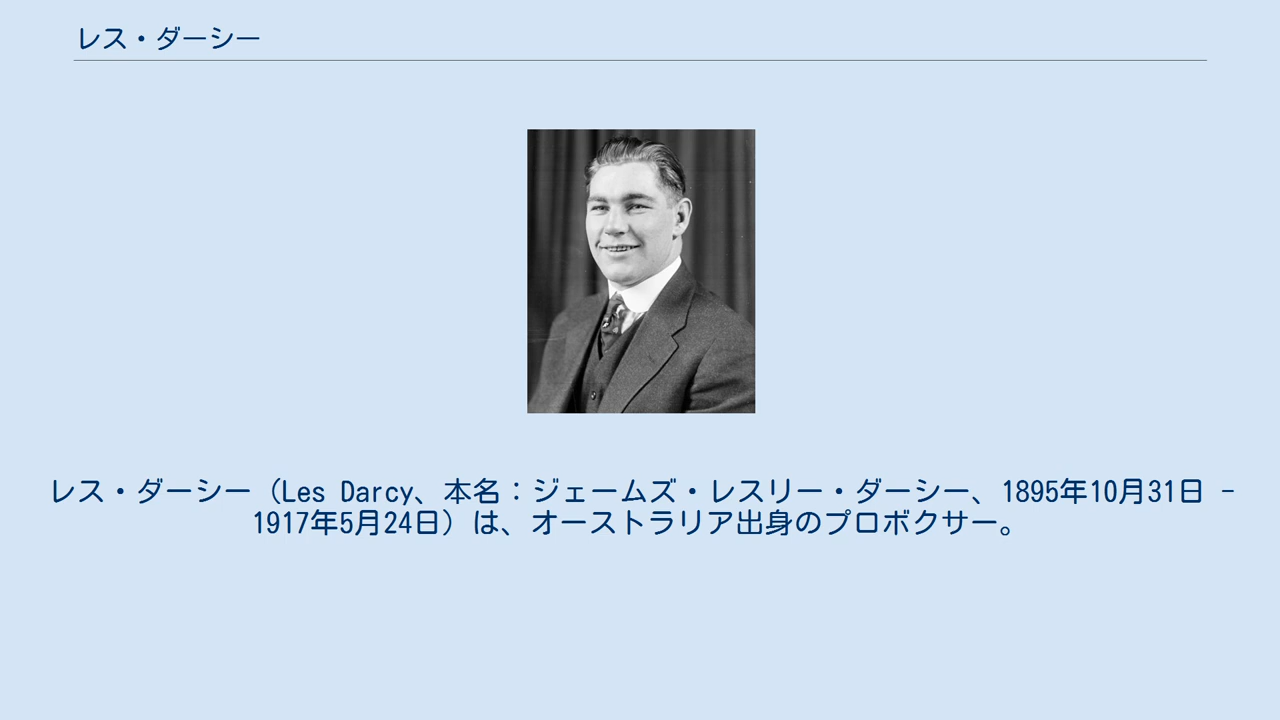 レス・ダーシー
レス・ダーシー（Les Darcy、本名：ジェームズ・レスリー・ダーシー、1895年10月31日 -
1917年5月24日）は、オーストラリア出身のプロボクサー。